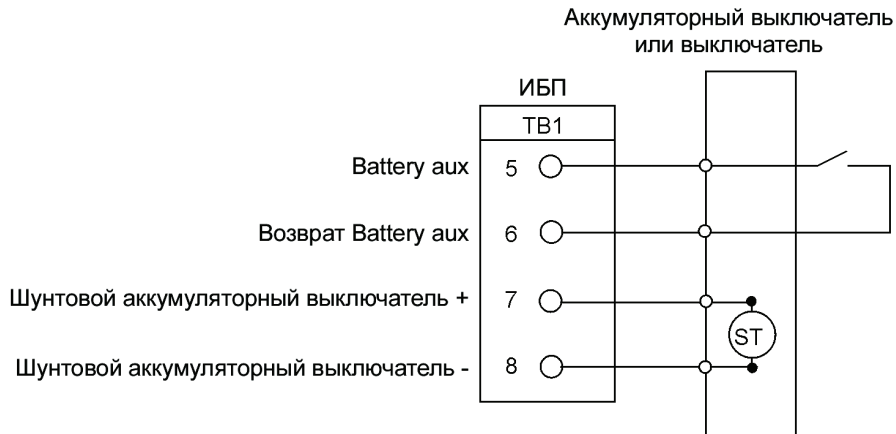 Аккумуляторный выключатель
или выключатель
ИБП
TB1
Battery aux 5
Возврат Battery aux 6
Шунтовой аккумуляторный выключатель + 7
ST
Шунтовой аккумуляторный выключатель - 8